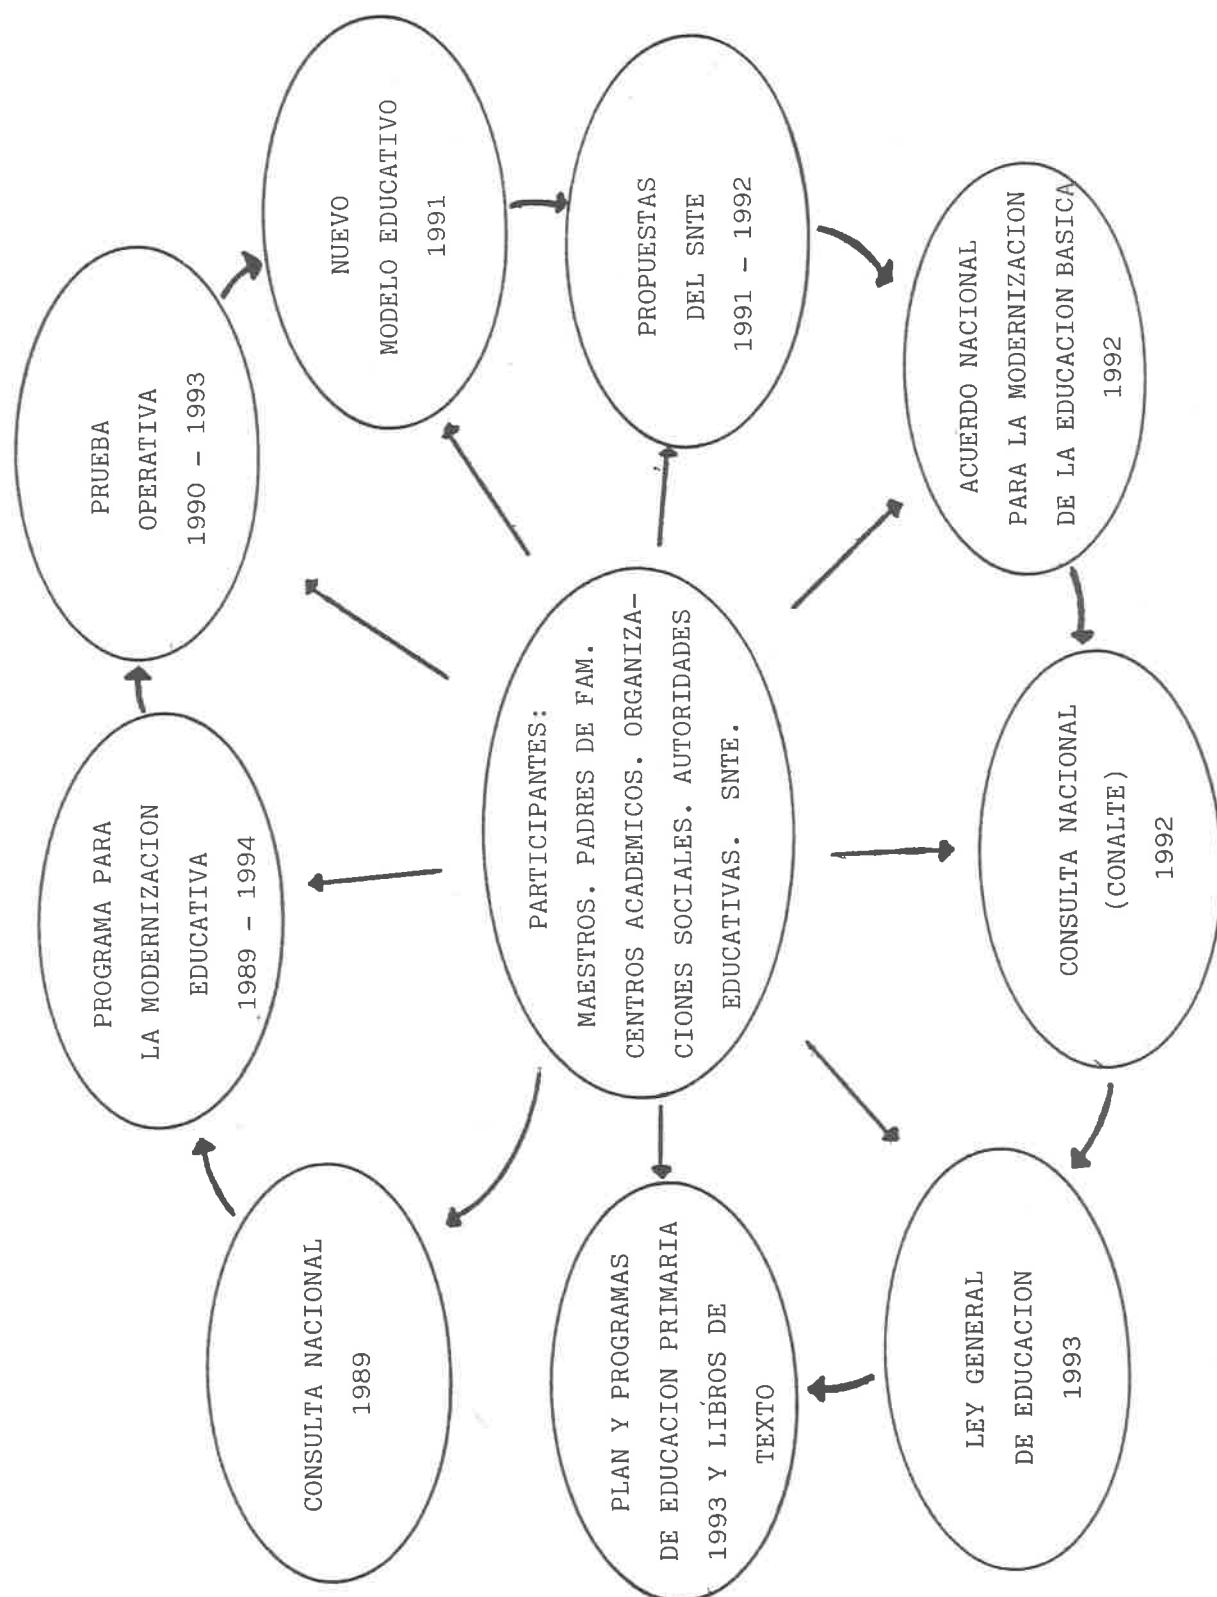 CONSULTA NACIONAL
1989
PROGRAMA PARA
LA MODERNIZACION
EDUCATIVA
1989 - 1994
PRUEBA
OPERATIVA
1990 - 1993
NUEVO
MODELO EDUCATIVO
1991
PROPUESTAS
DEL SNTE
1991 - 1992
ACUERDO NACIONAL
PARA LA MODERNIZACION
DE LA EDUCACION BASICA
1992
CONSULTA NACIONAL
(CONALTE)
1992
LEY GENERAL
DE EDUCACION
1993
PLAN Y PROGRAMAS
DE EDUCACION PRIMARIA
1993 Y LIBROS DE
TEXTO
PARTICIPANTES:
MAESTROS. PADRES DE FAM.
CENTROS ACADEMICOS. ORGANIZA-
CIONES SOCIALES. AUTORIDADES
EDUCATIVAS. SNTE.